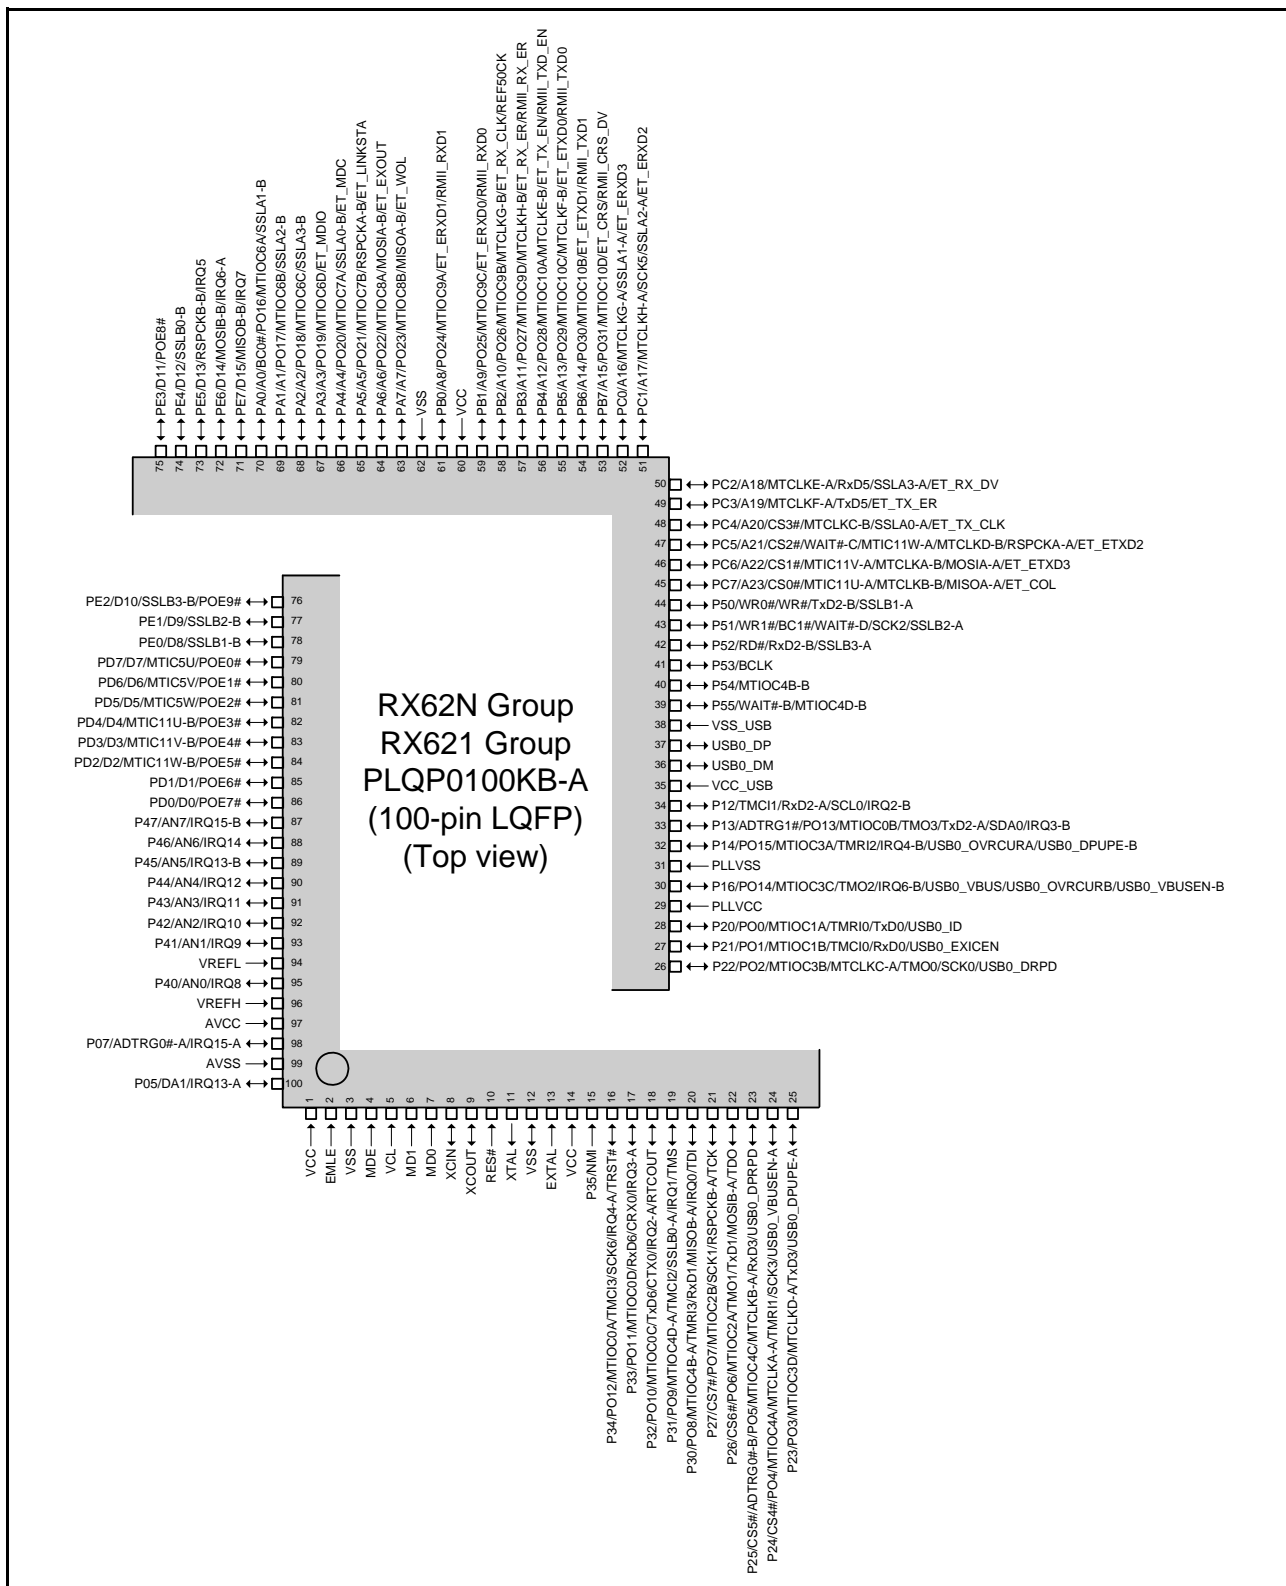 PE3/D11/POE8#
PE4/D12/SSLB0-B
PE5/D13/RSPCKB-B/IRQ5
PE6/D14/MOSIB-B/IRQ6-A
PE7/D15/MISOB-B/IRQ7
PA0/A0/BC0#/PO16/MTIOC6A/SSLA1-B
PA1/A1/PO17/MTIOC6B/SSLA2-B
PA2/A2/PO18/MTIOC6C/SSLA3-B
PA3/A3/PO19/MTIOC6D/ET_MDIO
PA4/A4/PO20/MTIOC7A/SSLA0-B/ET_MDC
PA5/A5/PO21/MTIOC7B/RSPCKA-B/ET_LINKSTA
PA6/A6/PO22/MTIOC8A/MOSIA-B/ET_EXOUT
PA7/A7/PO23/MTIOC8B/MISOA-B/ET_WOL
VSS
PB0/A8/PO24/MTIOC9A/ET_ERXD1/RMII_RXD1
VCC
PB1/A9/PO25/MTIOC9C/ET_ERXD0/RMII_RXD0
PB2/A10/PO26/MTIOC9B/MTCLKG-B/ET_RX_CLK/REF50CK
PB3/A11/PO27/MTIOC9D/MTCLKH-B/ET_RX_ER/RMII_RX_ER
PB4/A12/PO28/MTIOC10A/MTCLKE-B/ET_TX_EN/RMII_TXD_EN
PB5/A13/PO29/MTIOC10C/MTCLKF-B/ET_ETXD0/RMII_TXD0
PB6/A14/PO30/MTIOC10B/ET_ETXD1/RMII_TXD1
PB7/A15/PO31/MTIOC10D/ET_CRS/RMII_CRS_DV
PC0/A16/MTCLKG-A/SSLA1-A/ET_ERXD3
PC1/A17/MTCLKH-A/SCK5/SSLA2-A/ET_ERXD2
75 74 73 72 71 70 69 68 67 66 65 64 63 62 61 60 59 58 57 56 55 54 53 52 51
50 PC2/A18/MTCLKE-A/RxD5/SSLA3-A/ET_RX_DV
49 PC3/A19/MTCLKF-A/TxD5/ET_TX_ER
48 PC4/A20/CS3#/MTCLKC-B/SSLA0-A/ET_TX_CLK
47 PC5/A21/CS2#/WAIT#-C/MTIC11W-A/MTCLKD-B/RSPCKA-A/ET_ETXD2
46 PC6/A22/CS1#/MTIC11V-A/MTCLKA-B/MOSIA-A/ET_ETXD3
45 PC7/A23/CS0#/MTIC11U-A/MTCLKB-B/MISOA-A/ET_COL
44 P50/WR0#/WR#/TxD2-B/SSLB1-A
43 P51/WR1#/BC1#/WAIT#-D/SCK2/SSLB2-A
42 P52/RD#/RxD2-B/SSLB3-A
41 P53/BCLK
40 P54/MTIOC4B-B
39 P55/WAIT#-B/MTIOC4D-B
38 VSS_USB
37 USB0_DP
36 USB0_DM
35 VCC_USB
34 P12/TMCI1/RxD2-A/SCL0/IRQ2-B
33 P13/ADTRG1#/PO13/MTIOC0B/TMO3/TxD2-A/SDA0/IRQ3-B
32 P14/PO15/MTIOC3A/TMRI2/IRQ4-B/USB0_OVRCURA/USB0_DPUPE-B
31 PLLVSS
30 P16/PO14/MTIOC3C/TMO2/IRQ6-B/USB0_VBUS/USB0_OVRCURB/USB0_VBUSEN-B
29 PLLVCC
28 P20/PO0/MTIOC1A/TMRI0/TxD0/USB0_ID
27 P21/PO1/MTIOC1B/TMCI0/RxD0/USB0_EXICEN
26 P22/PO2/MTIOC3B/MTCLKC-A/TMO0/SCK0/USB0_DRPD
PE2/D10/SSLB3-B/POE9# 76
PE1/D9/SSLB2-B 77
PE0/D8/SSLB1-B 78
PD7/D7/MTIC5U/POE0# 79
PD6/D6/MTIC5V/POE1# 80
PD5/D5/MTIC5W/POE2# 81
PD4/D4/MTIC11U-B/POE3# 82
PD3/D3/MTIC11V-B/POE4# 83
PD2/D2/MTIC11W-B/POE5# 84
PD1/D1/POE6# 85
PD0/D0/POE7# 86
P47/AN7/IRQ15-B 87
P46/AN6/IRQ14 88
P45/AN5/IRQ13-B 89
P44/AN4/IRQ12 90
P43/AN3/IRQ11 91
P42/AN2/IRQ10 92
P41/AN1/IRQ9 93
VREFL 94
P40/AN0/IRQ8 95
VREFH 96
AVCC 97
P07/ADTRG0#-A/IRQ15-A 98
AVSS 99
P05/DA1/IRQ13-A 100
RX62N Group
RX621 Group
PLQP0100KB-A
(100-pin LQFP)
(Top view)
1 2 3 4 5 6 7 8 9 10 11 12 13 14 15 16 17 18 19 20 21 22 23 24 25
VCC
EMLE
VSS
MDE
VCL
MD1
MD0
XCIN
XCOUT
RES#
XTAL
VSS
EXTAL
VCC
P35/NMI
P34/PO12/MTIOC0A/TMCI3/SCK6/IRQ4-A/TRST#
P33/PO11/MTIOC0D/RxD6/CRX0/IRQ3-A
P32/PO10/MTIOC0C/TxD6/CTX0/IRQ2-A/RTCOUT
P31/PO9/MTIOC4D-A/TMCI2/SSLB0-A/IRQ1/TMS
P30/PO8/MTIOC4B-A/TMRI3/RxD1/MISOB-A/IRQ0/TDI
P27/CS7#/PO7/MTIOC2B/SCK1/RSPCKB-A/TCK
P26/CS6#/PO6/MTIOC2A/TMO1/TxD1/MOSIB-A/TDO
P25/CS5#/ADTRG0#-B/PO5/MTIOC4C/MTCLKB-A/RxD3/USB0_DPRPD
P24/CS4#/PO4/MTIOC4A/MTCLKA-A/TMRI1/SCK3/USB0_VBUSEN-A
P23/PO3/MTIOC3D/MTCLKD-A/TxD3/USB0_DPUPE-A